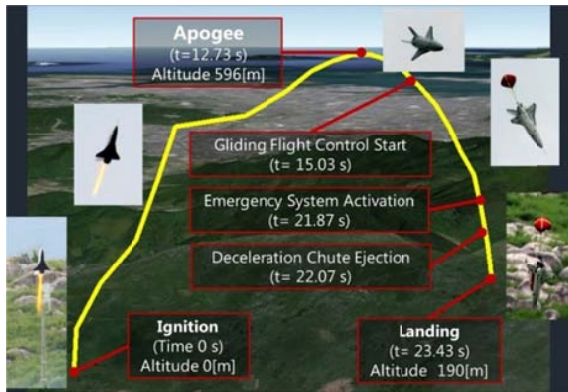 Apogee
(t=12.73 s)
Altitude 596[m]
Gliding Flight Control Start
(t= 15.03 s)
Emergency System Activation
(t= 21.87 s)
Deceleration Chute Ejection
(t= 22.07 s)
Ignition
(Time 0 s)
Altitude 0[m]
Landing
(t= 23.43 s)
Altitude 190[m]